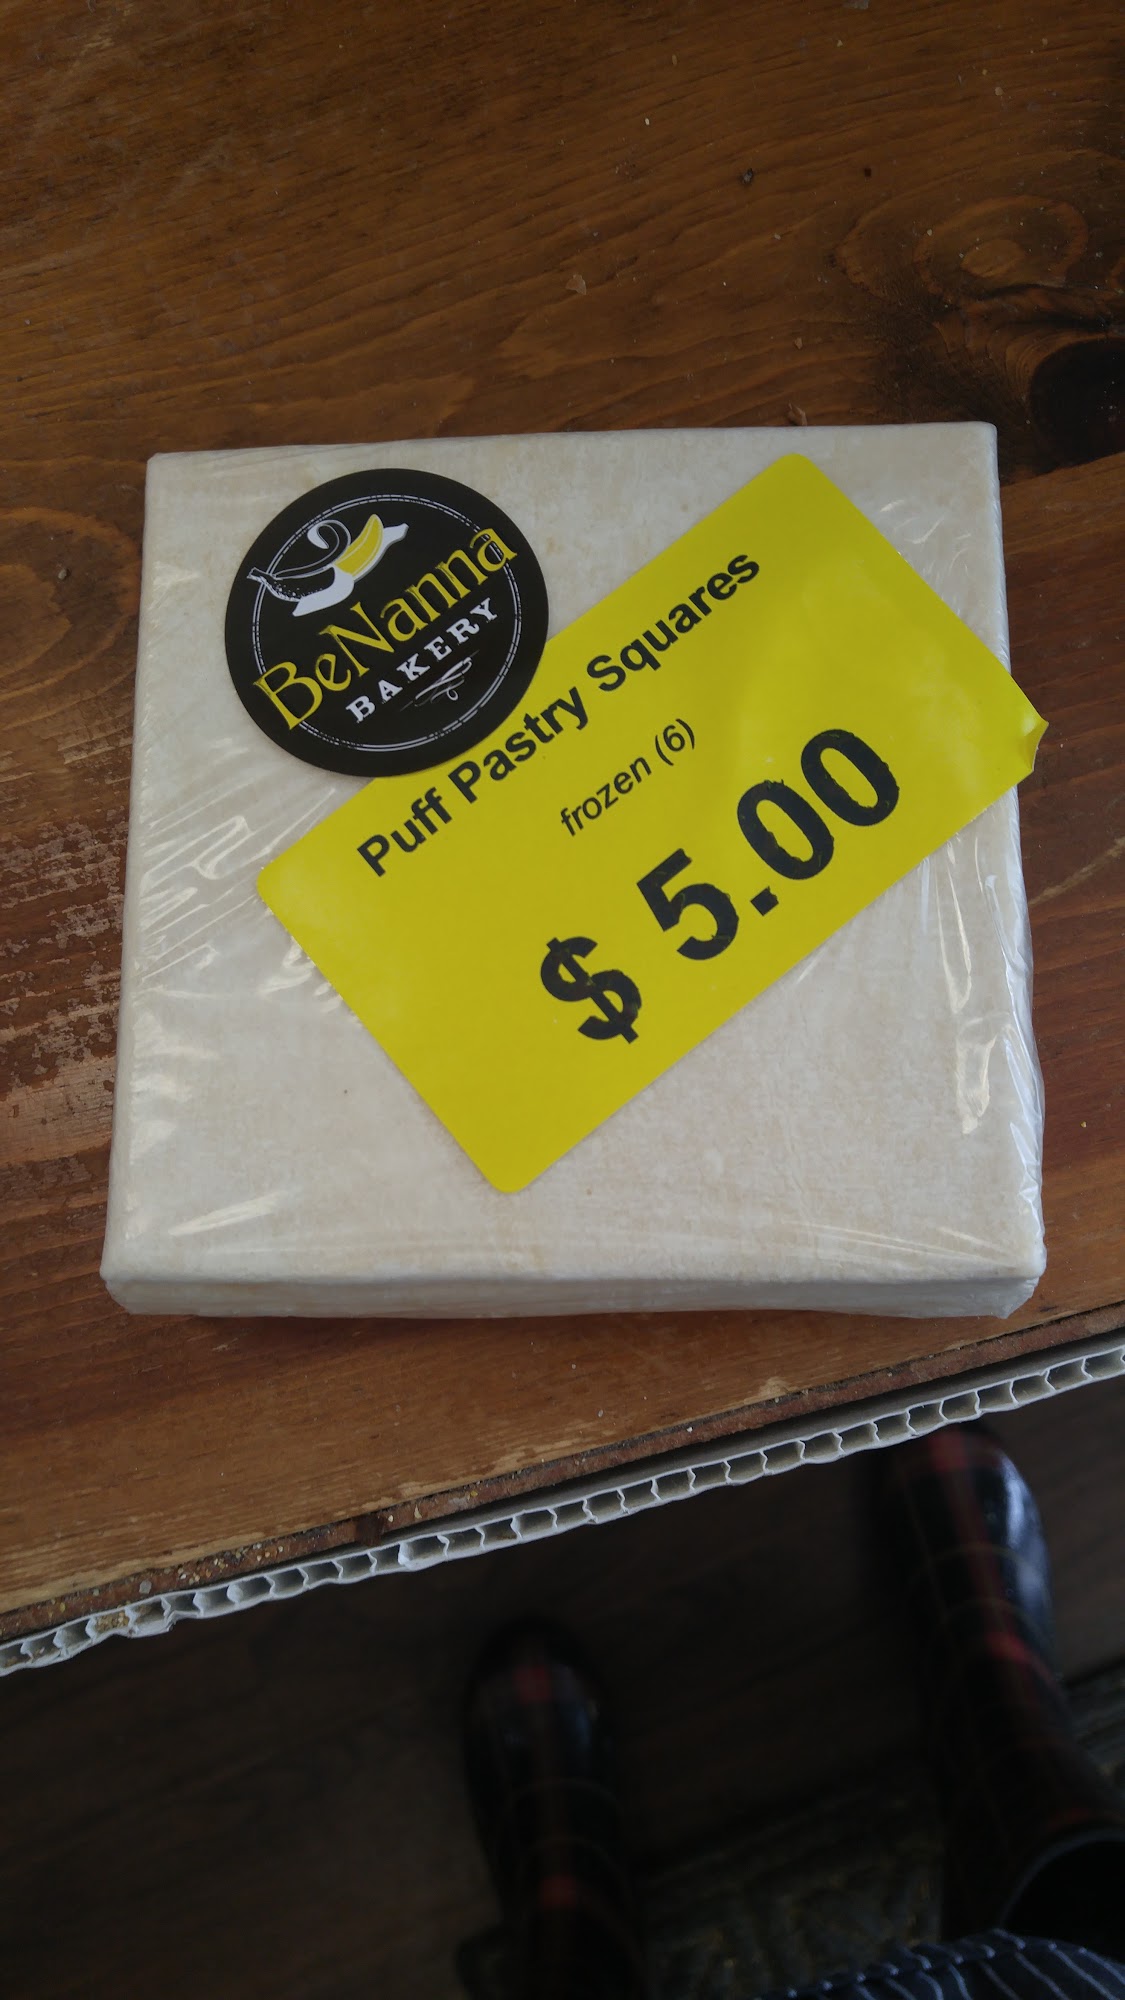 BeNanna
BAKERY
Puff Pastry Squares
frozen (6)
$ 5.00